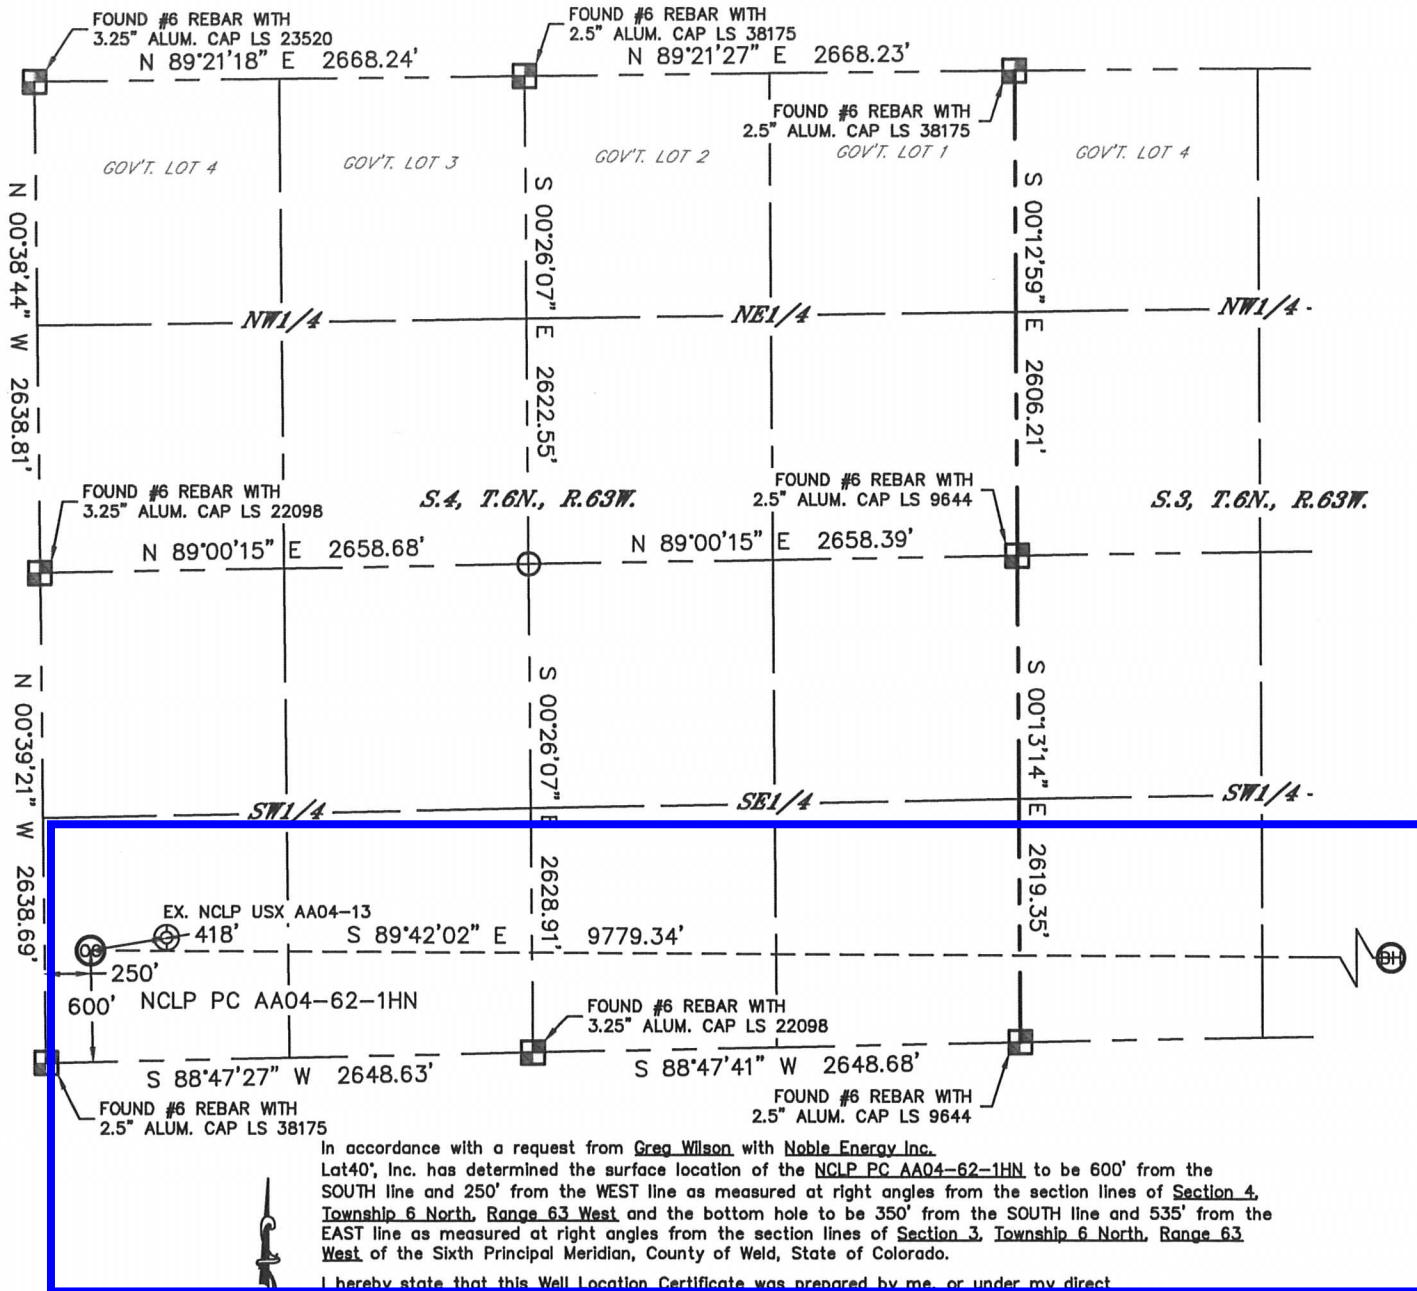 FOUND #6 REBAR WITH
3.25" ALUM. CAP LS 23520
N 89°21'18" E 2668.24'
FOUND #6 REBAR WITH
2.5" ALUM. CAP LS 38175
N 89°21'27" E 2668.23'
FOUND #6 REBAR WITH
2.5" ALUM. CAP LS 38175
GOV'T. LOT 4
GOV'T. LOT 3
GOV'T. LOT 2
GOV'T. LOT 1
GOV'T. LOT 4
N 00°38'44" W 2638.81'
S 00°26'07" E 2622.55'
S 00°12'59" E 2606.21'
NW1/4
NE1/4
NW1/4
FOUND #6 REBAR WITH
3.25" ALUM. CAP LS 22098
S.4, T.6N., R.63W.
FOUND #6 REBAR WITH
2.5" ALUM. CAP LS 9644
S.3, T.6N., R.63W.
N 89°00'15" E 2658.68'
N 89°00'15" E 2658.39'
N 00°39'21" W 2638.69'
S 00°26'07" E 2628.91'
S 00°13'14" E 2619.35'
SW1/4
SE1/4
SW1/4
EX. NCLP USX AA04-13
418'
S 89°42'02" E 9779.34'
BH
250'
600'
NCLP PC AA04-62-1HN
FOUND #6 REBAR WITH
3.25" ALUM. CAP LS 22098
S 88°47'27" W 2648.63'
S 88°47'41" W 2648.68'
FOUND #6 REBAR WITH
2.5" ALUM. CAP LS 38175
FOUND #6 REBAR WITH
2.5" ALUM. CAP LS 9644
In accordance with a request from Greg Wilson with Noble Energy Inc.
Lat40°, Inc. has determined the surface location of the NCLP PC AA04-62-1HN to be 600' from the
SOUTH line and 250' from the WEST line as measured at right angles from the section lines of Section 4,
Township 6 North, Range 63 West and the bottom hole to be 350' from the SOUTH line and 535' from the
EAST line as measured at right angles from the section lines of Section 3, Township 6 North, Range 63
West of the Sixth Principal Meridian, County of Weld, State of Colorado.
I hereby state that this Well Location Certificate was prepared by me, or under my direct